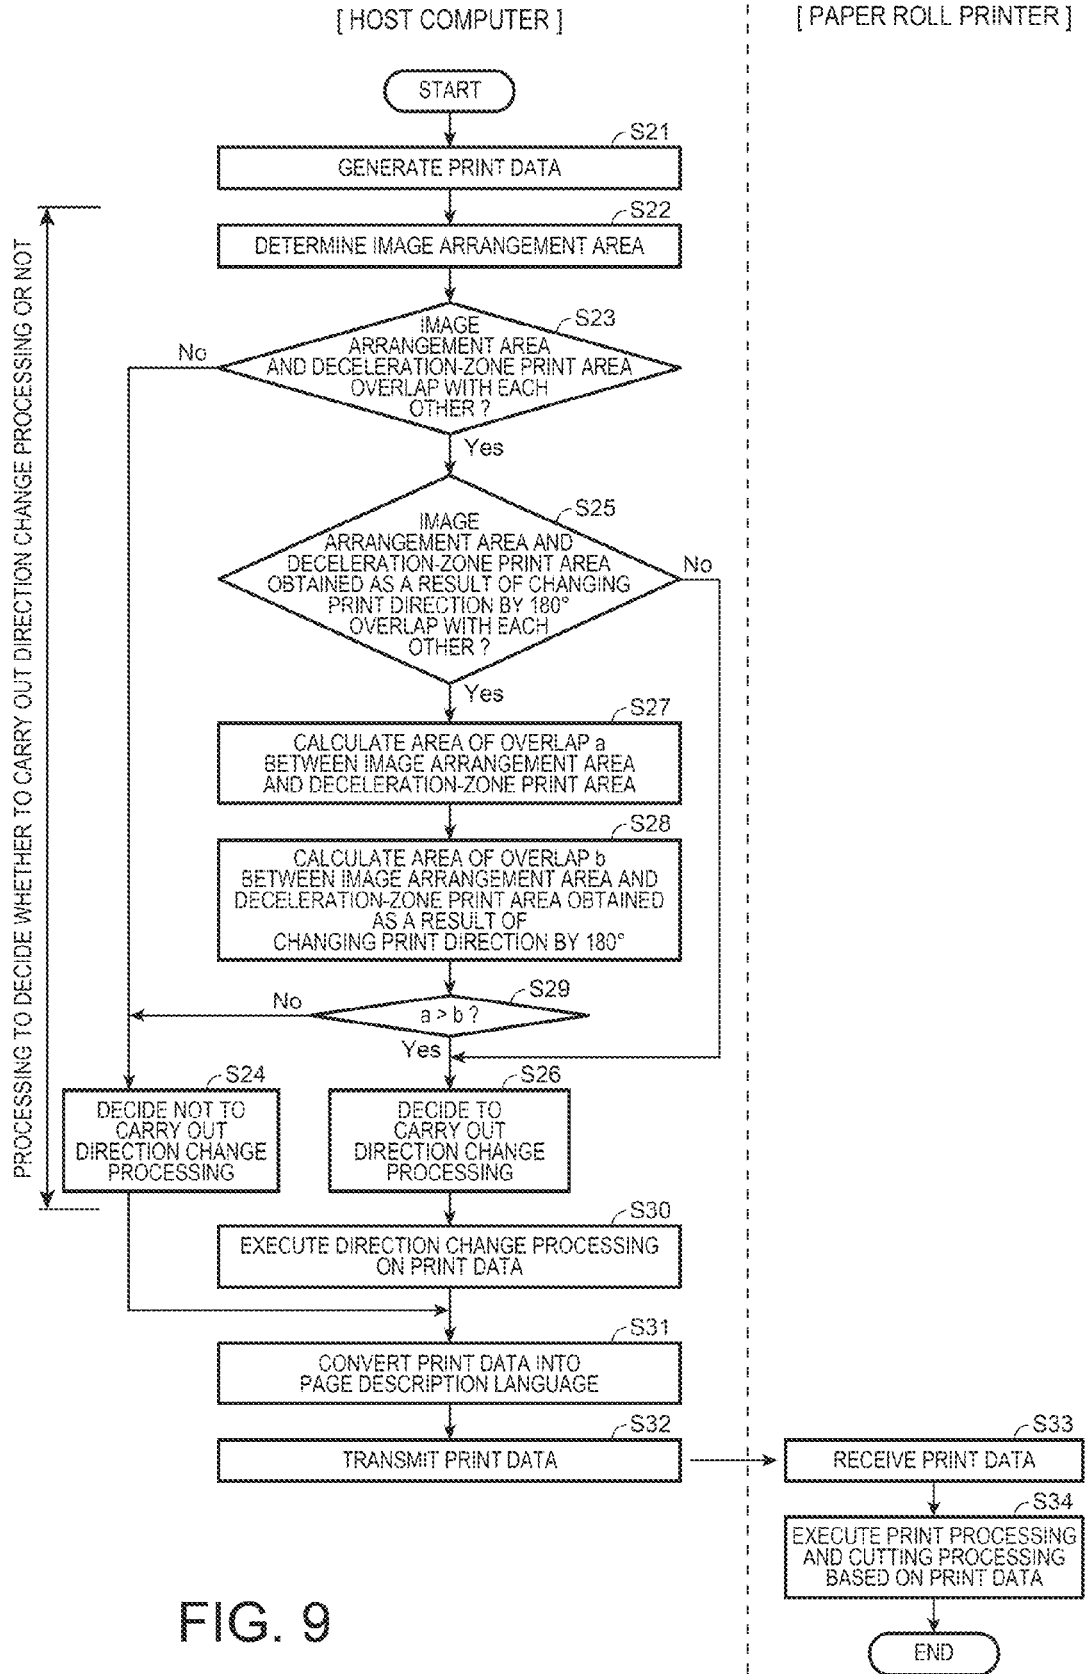 [ HOST COMPUTER ]
[ PAPER ROLL PRINTER ]
START
S21
GENERATE PRINT DATA
S22
DETERMINE IMAGE ARRANGEMENT AREA
S23
IMAGE
ARRANGEMENT AREA
AND DECELERATION-ZONE PRINT AREA
OVERLAP WITH EACH
OTHER ?
No
Yes
S25
IMAGE
ARRANGEMENT AREA AND
DECELERATION-ZONE PRINT AREA
OBTAINED AS A RESULT OF CHANGING
PRINT DIRECTION BY 180°
OVERLAP WITH EACH
OTHER ?
No
Yes
S27
CALCULATE AREA OF OVERLAP a
BETWEEN IMAGE ARRANGEMENT AREA
AND DECELERATION-ZONE PRINT AREA
S28
CALCULATE AREA OF OVERLAP b
BETWEEN IMAGE ARRANGEMENT AREA AND
DECELERATION-ZONE PRINT AREA OBTAINED
AS A RESULT OF
CHANGING PRINT DIRECTION BY 180°
S29
a > b ?
No
Yes
S24
DECIDE NOT TO
CARRY OUT
DIRECTION CHANGE
PROCESSING
S26
DECIDE TO
CARRY OUT
DIRECTION CHANGE
PROCESSING
PROCESSING TO DECIDE WHETHER TO CARRY OUT DIRECTION CHANGE PROCESSING OR NOT
S30
EXECUTE DIRECTION CHANGE PROCESSING
ON PRINT DATA
S31
CONVERT PRINT DATA INTO
PAGE DESCRIPTION LANGUAGE
S32
TRANSMIT PRINT DATA
S33
RECEIVE PRINT DATA
S34
EXECUTE PRINT PROCESSING
AND CUTTING PROCESSING
BASED ON PRINT DATA
END
FIG. 9